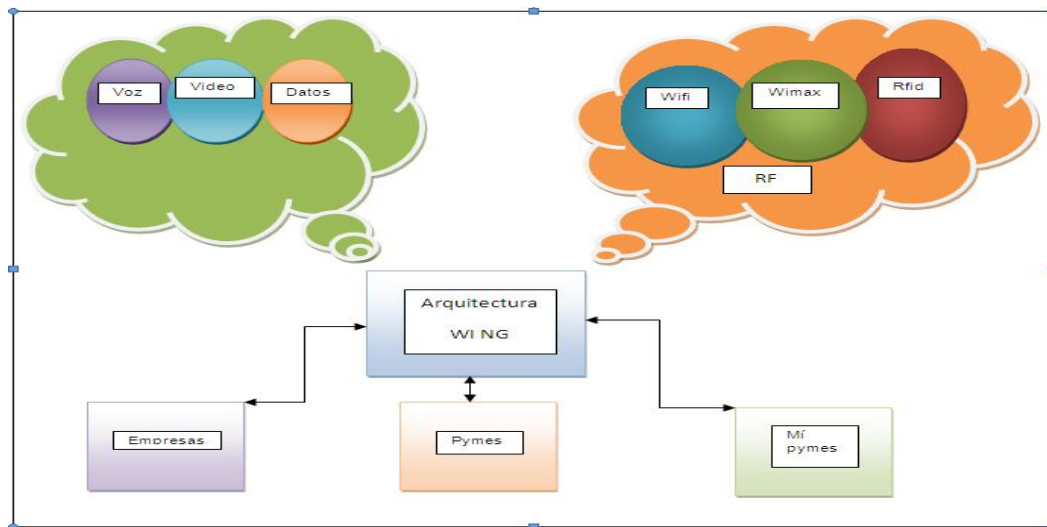 Voz
Video
Datos
Wifi
Wimax
Rfid
RF
Arquitectura
WI NG
Empresas
Pymes
Mí
pymes